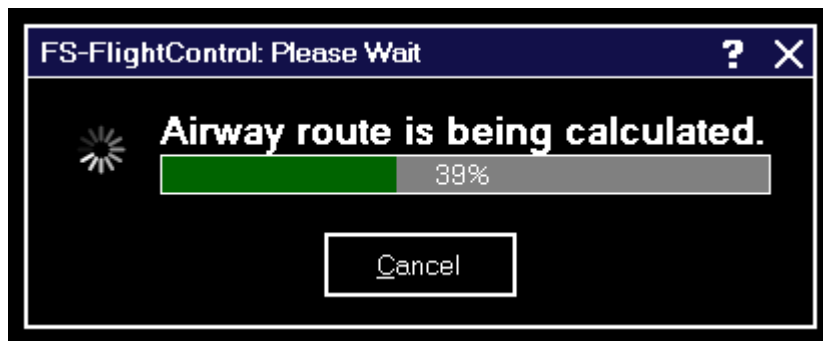 FS-FlightControl: Please Wait ? X
Airway route is being calculated.
39%
Cancel